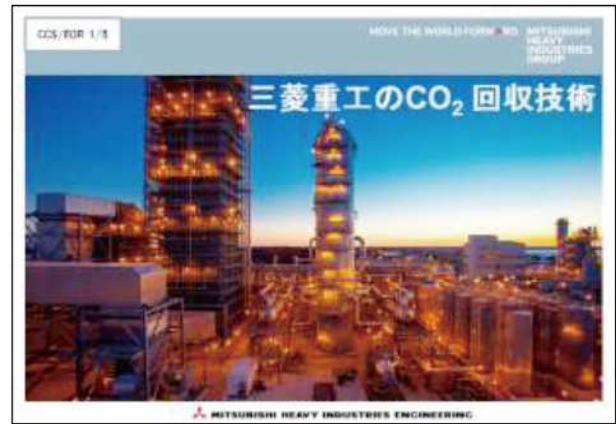 CCS/EOR 1/8
MOVE THE WORLD FORWARD
MITSUBISHI
HEAVY
INDUSTRIES
GROUP
三菱重工のCO₂ 回収技術
MITSUBISHI HEAVY INDUSTRIES ENGINEERING